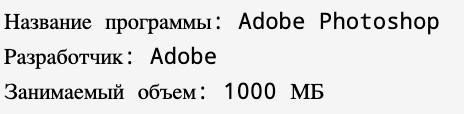 Название программы: Adobe Photoshop
Разработчик: Adobe
Занимаемый объем: 1000 МБ